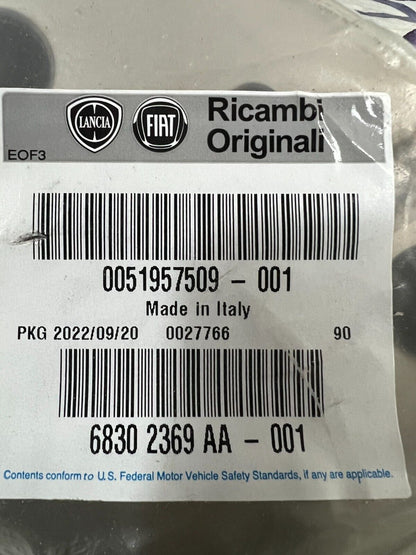 LANCIA FIAT Ricambi
Originali
EOF3
0051957509 - 001
Made in Italy
PKG 2022/09/20 0027766 90
6830 2369 AA - 001
Contents conform to U.S. Federal Motor Vehicle Safety Standards, if any are applicable.